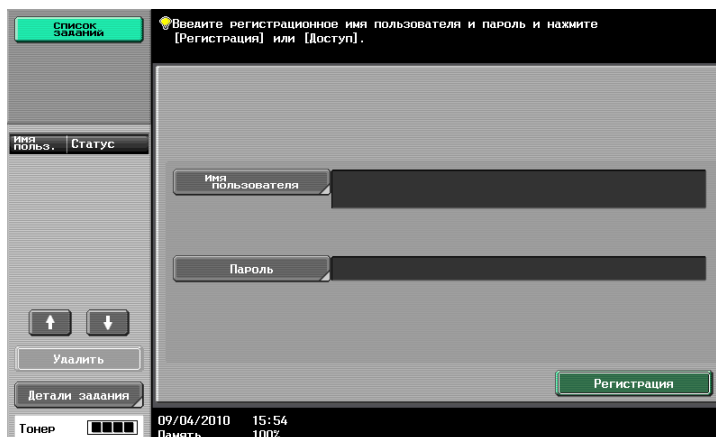 Список
заданий
Введите регистрационное имя пользователя и пароль и нажмите
[Регистрация] или [Доступ].
Имя
польз.
Статус
Имя
пользователя
Пароль
Удалить
Детали задания
Регистрация
Тонер
09/04/2010 15:54
Память 100%